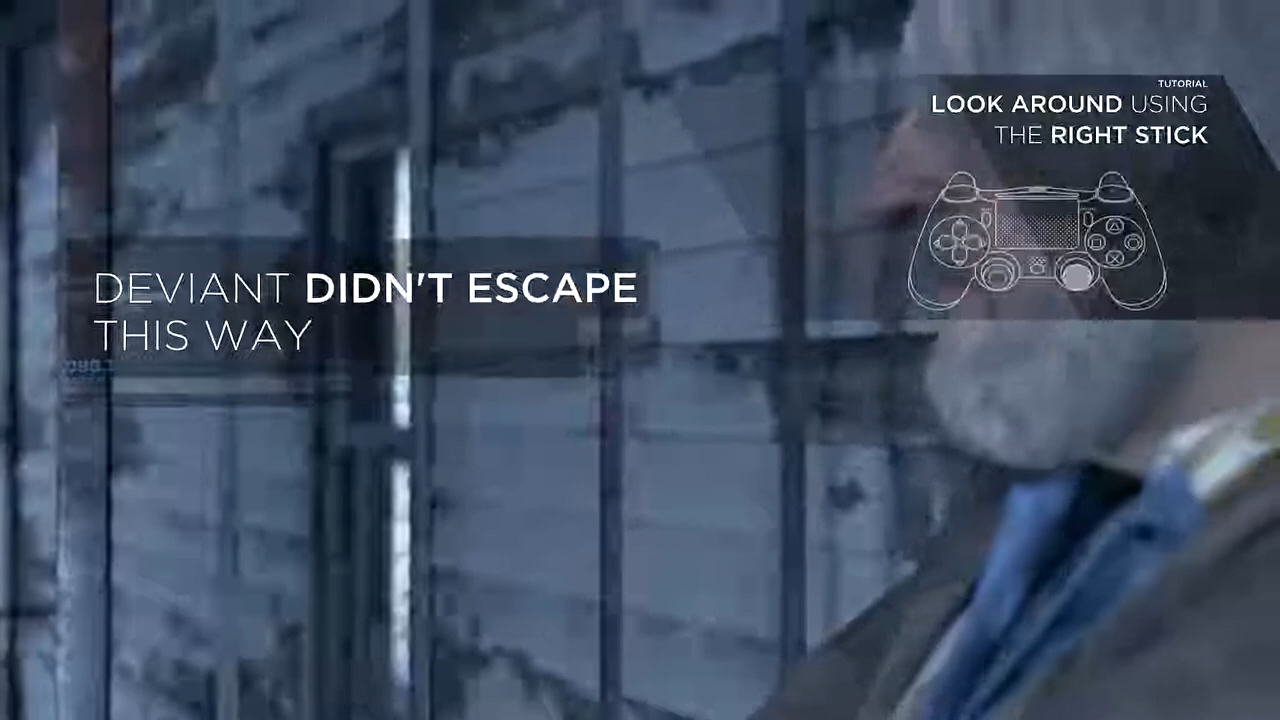 TUTORIAL
LOOK AROUND USING
THE RIGHT STICK
DEVIANT DIDN'T ESCAPE
THIS WAY